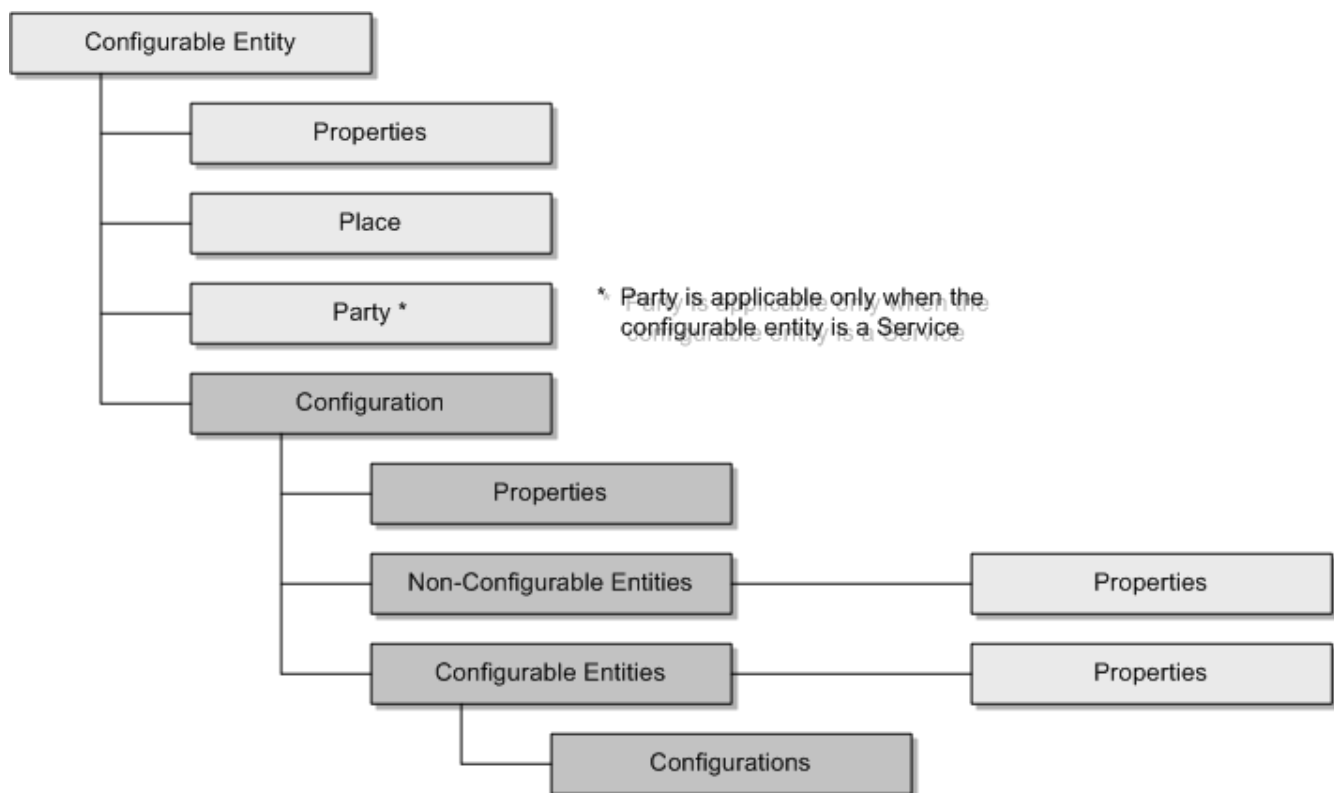 Configurable Entity
Properties
Place
Party *
* Party is applicable only when the
configurable entity is a Service
Configuration
Properties
Non-Configurable Entities
Properties
Configurable Entities
Properties
Configurations